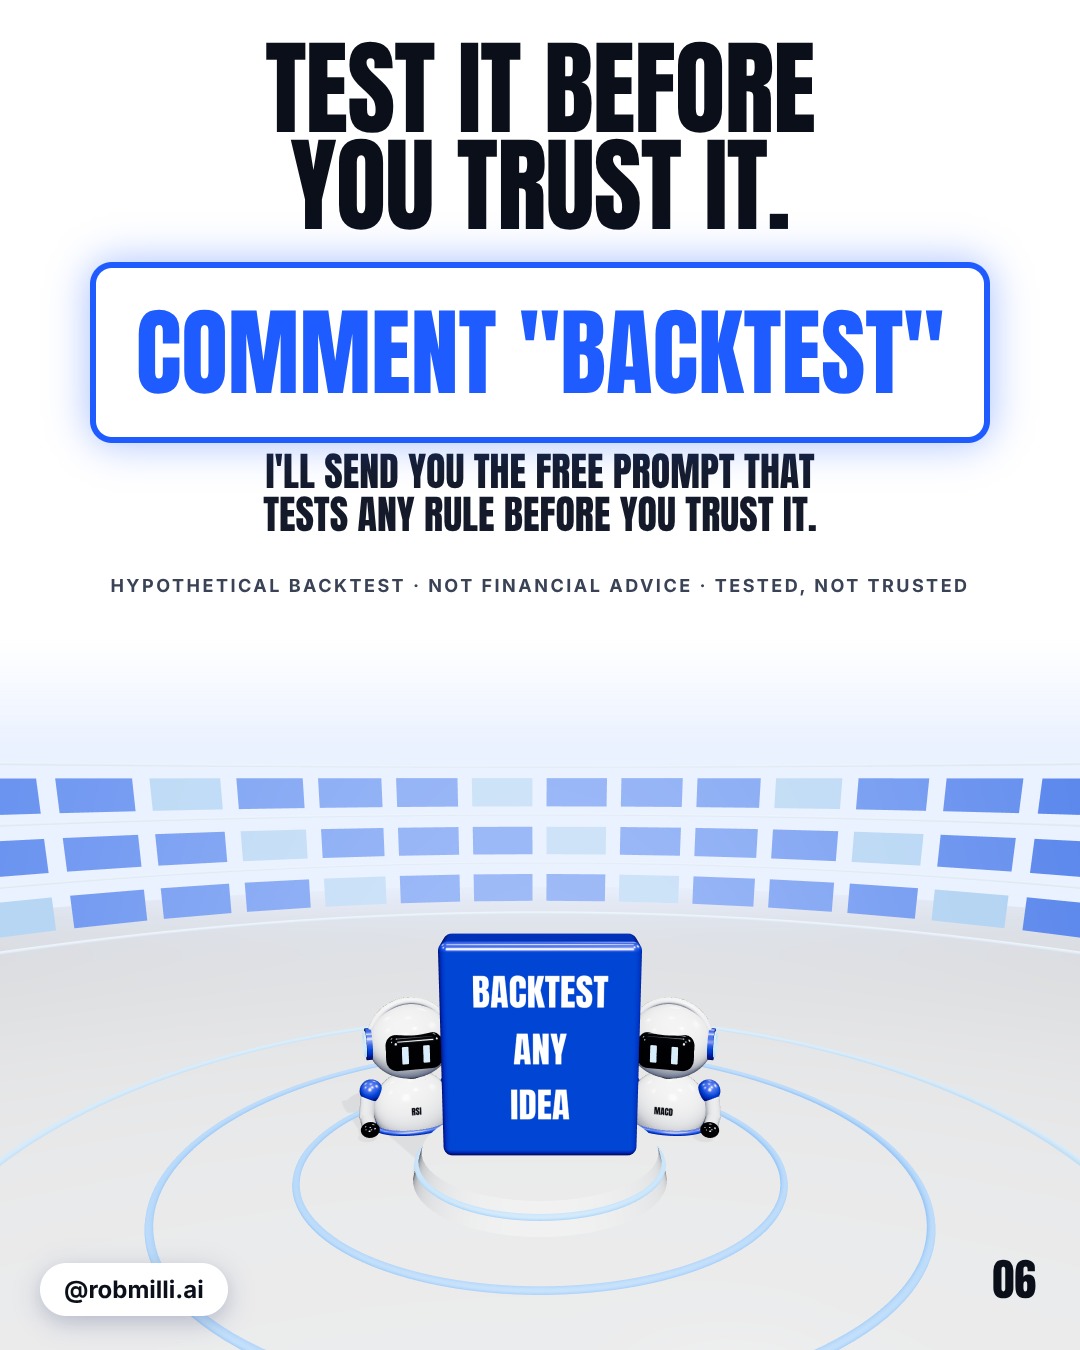 TEST IT BEFORE
YOU TRUST IT.
COMMENT "BACKTEST"
I'LL SEND YOU THE FREE PROMPT THAT
TESTS ANY RULE BEFORE YOU TRUST IT.
HYPOTHETICAL BACKTEST · NOT FINANCIAL ADVICE · TESTED, NOT TRUSTED
BACKTEST
ANY
IDEA
RSI
MACD
@robmilli.ai
06